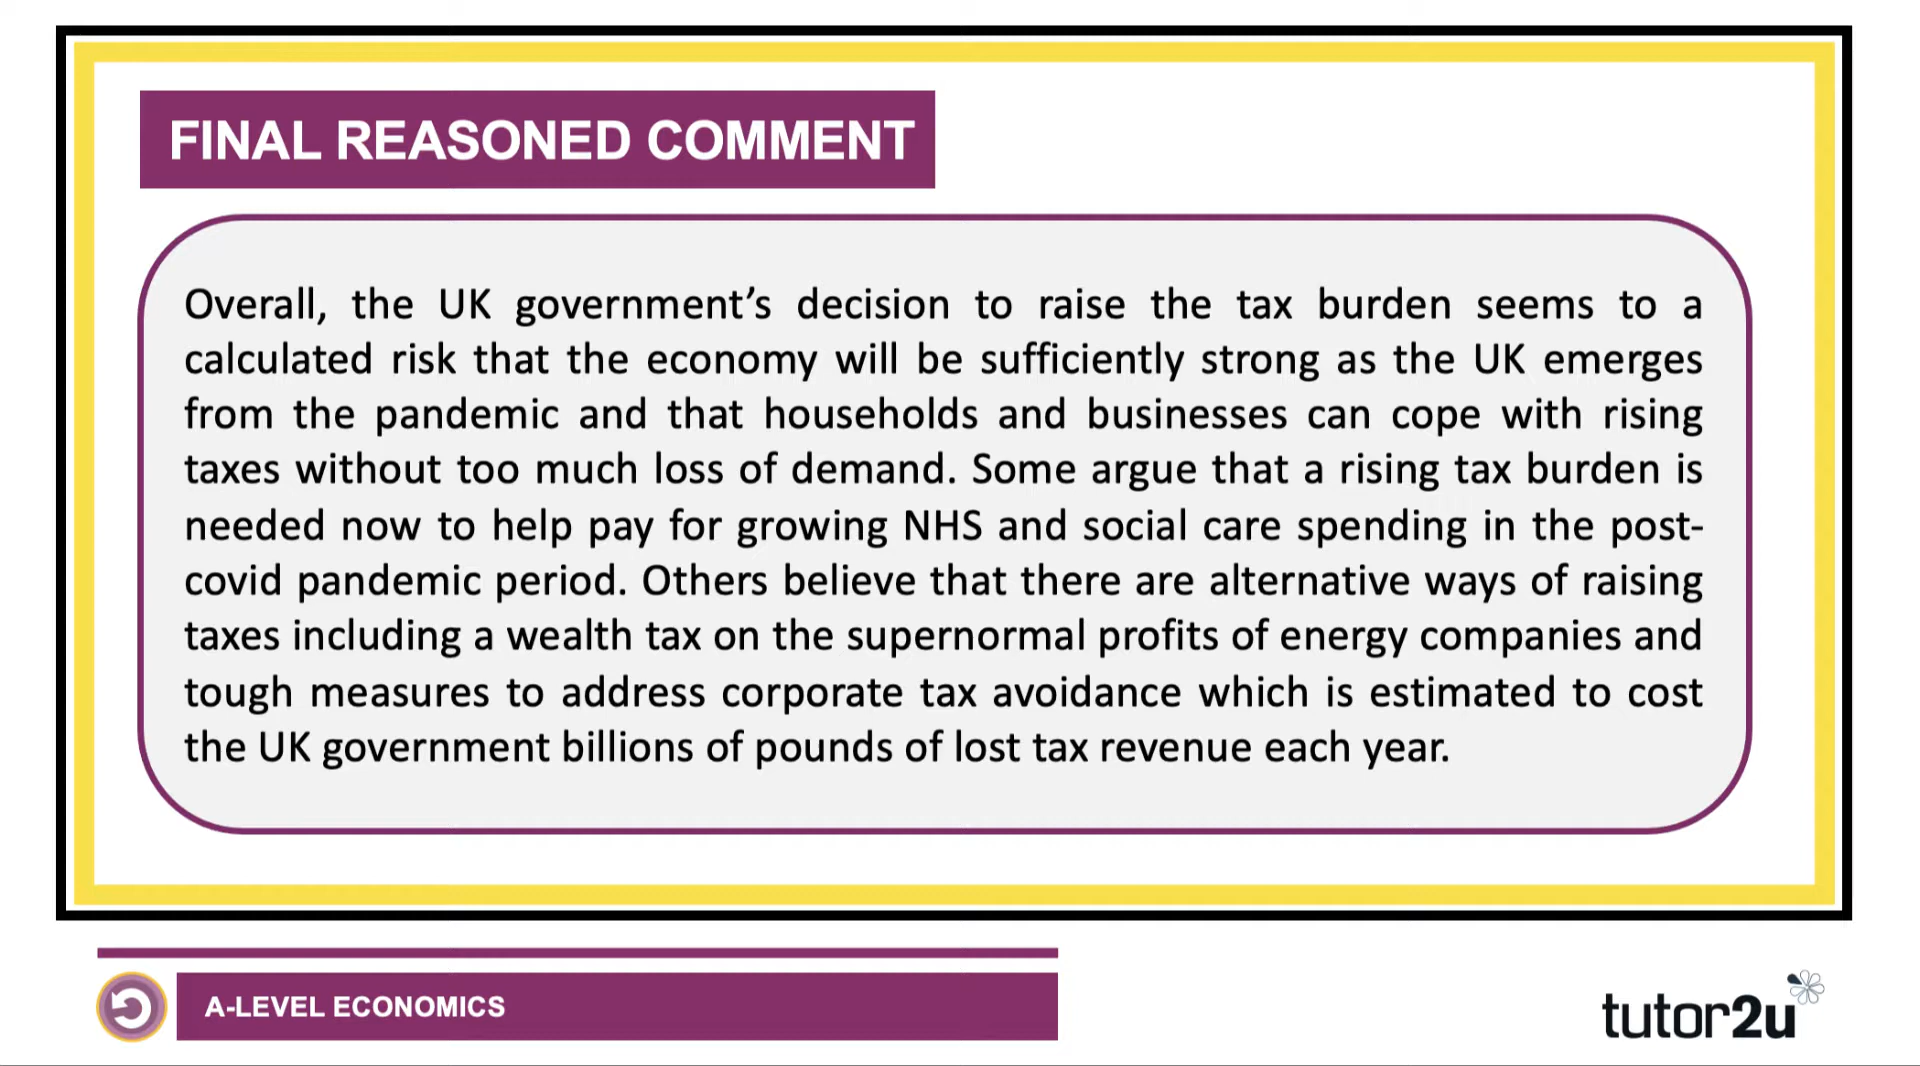 FINAL REASONED COMMENT
Overall, the UK government’s decision to raise the tax burden seems to a
calculated risk that the economy will be sufficiently strong as the UK emerges
from the pandemic and that households and businesses can cope with rising
taxes without too much loss of demand. Some argue that a rising tax burden is
needed now to help pay for growing NHS and social care spending in the post-
covid pandemic period. Others believe that there are alternative ways of raising
taxes including a wealth tax on the supernormal profits of energy companies and
tough measures to address corporate tax avoidance which is estimated to cost
the UK government billions of pounds of lost tax revenue each year.
A-LEVEL ECONOMICS
tutor2u